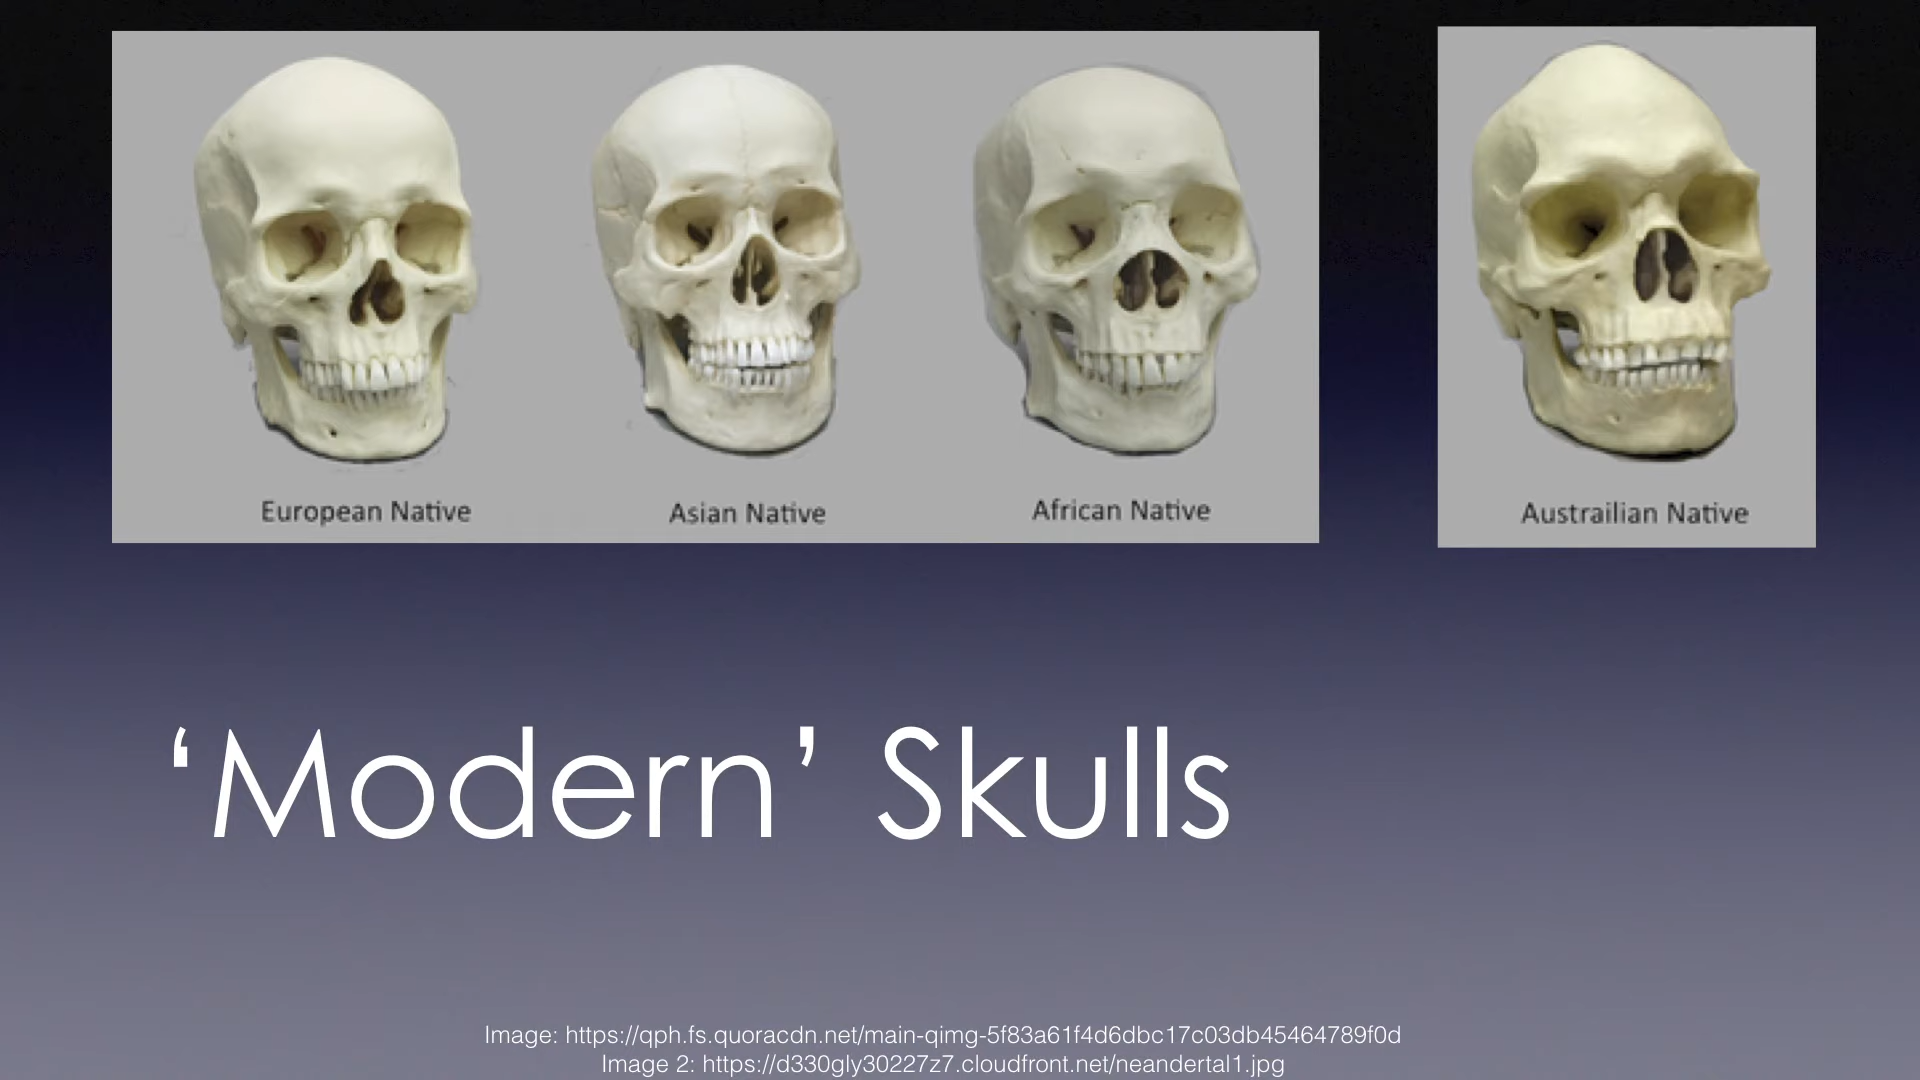 European Native
Asian Native
African Native
Austrailian Native
‘Modern’ Skulls
Image: https://qph.fs.quoracdn.net/main-qimg-5f83a61f4d6dbc17c03db45464789f0d
Image 2: https://d330gly30227z7.cloudfront.net/neandertal1.jpg